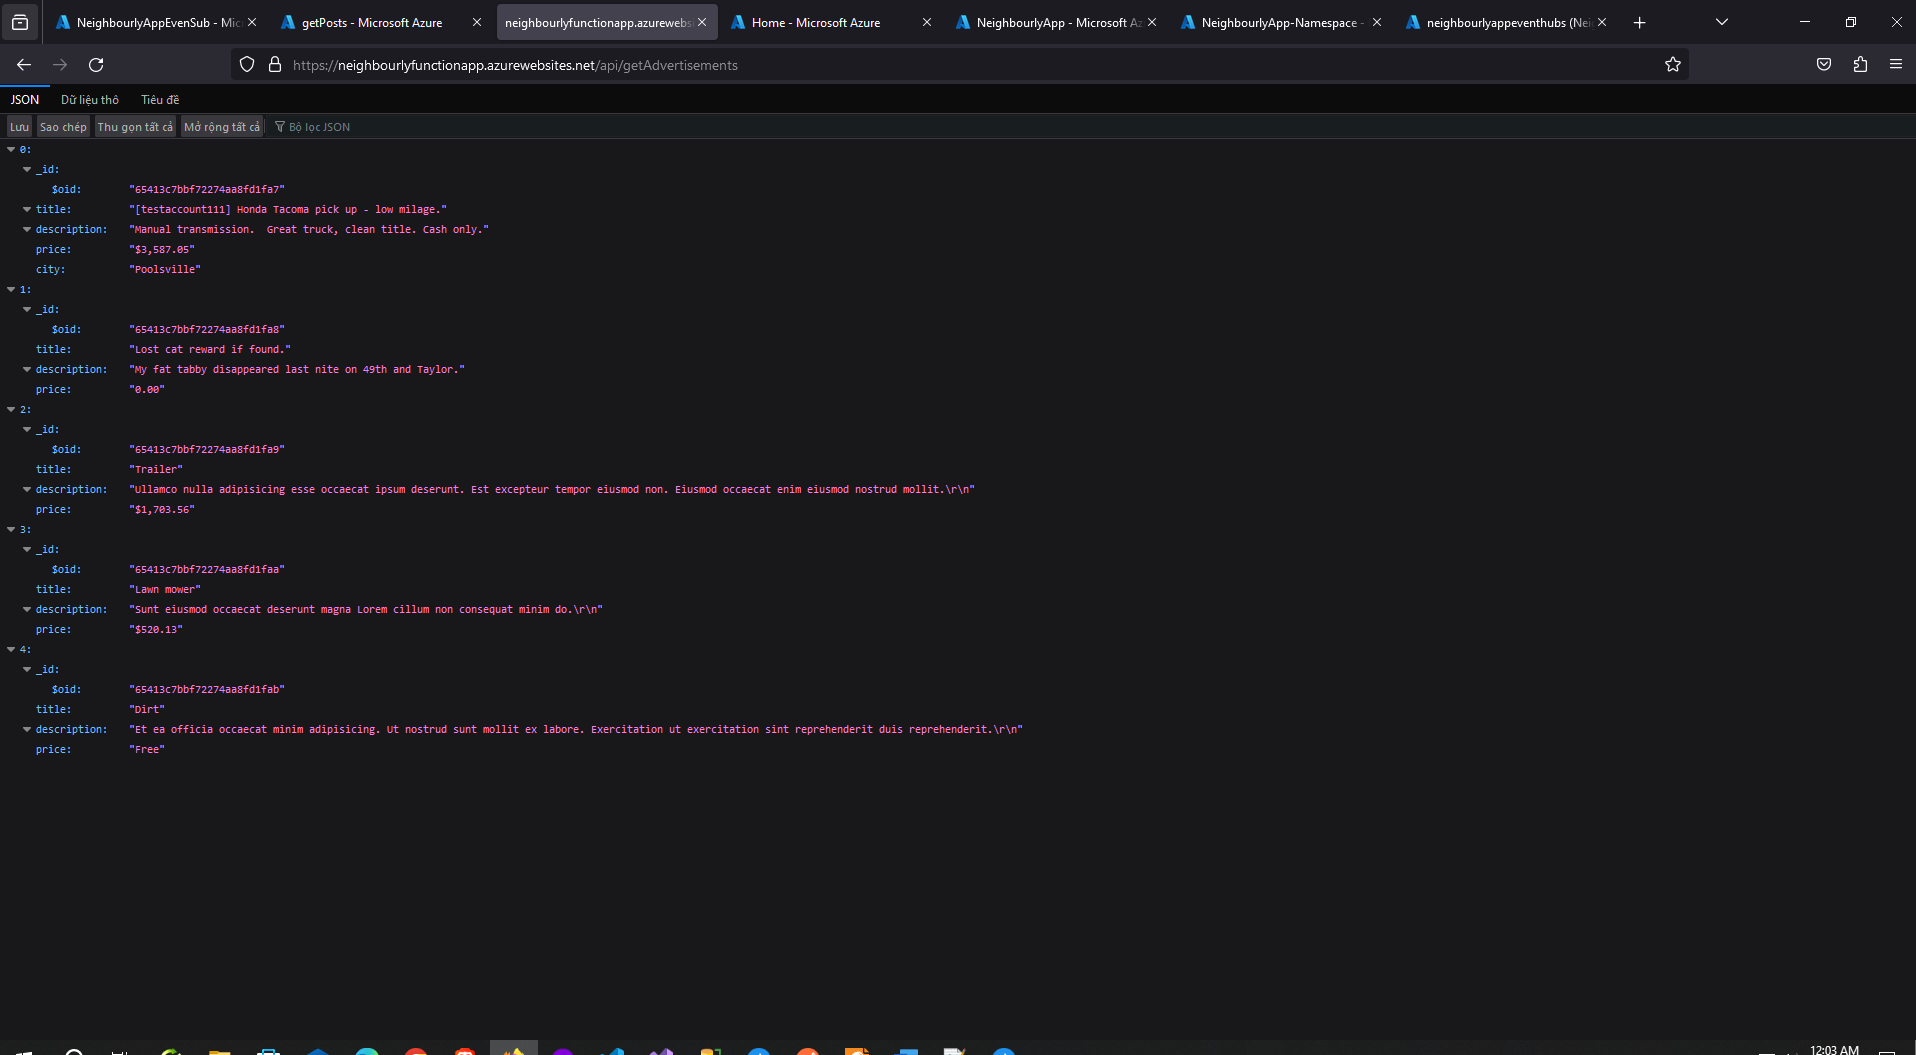 NeighbourlyAppEvenSub - Mic
getPosts - Microsoft Azure
neighbourlyfunctionapp.azurewebsi
Home - Microsoft Azure
NeighbourlyApp - Microsoft Az
NeighbourlyApp-Namespace -
neighbourlyappeventhubs (Nei
https://neighbourlyfunctionapp.azurewebsites.net/api/getAdvertisements
JSON Dữ liệu thô Tiêu đề
Lưu Sao chép Thu gọn tất cả Mở rộng tất cả Bộ lọc JSON
0:
_id:
$oid: "65413c7bbf72274aa8fd1fa7"
title: "[testaccount111] Honda Tacoma pick up - low milage."
description: "Manual transmission.  Great truck, clean title. Cash only."
price: "$3,587.05"
city: "Poolsville"
1:
_id:
$oid: "65413c7bbf72274aa8fd1fa8"
title: "Lost cat reward if found."
description: "My fat tabby disappeared last nite on 49th and Taylor."
price: "0.00"
2:
_id:
$oid: "65413c7bbf72274aa8fd1fa9"
title: "Trailer"
description: "Ullamco nulla adipisicing esse occaecat ipsum deserunt. Est excepteur tempor eiusmod non. Eiusmod occaecat enim eiusmod nostrud mollit.\r\n"
price: "$1,703.56"
3:
_id:
$oid: "65413c7bbf72274aa8fd1faa"
title: "Lawn mower"
description: "Sunt eiusmod occaecat deserunt magna Lorem cillum non consequat minim do.\r\n"
price: "$520.13"
4:
_id:
$oid: "65413c7bbf72274aa8fd1fab"
title: "Dirt"
description: "Et ea officia occaecat minim adipisicing. Ut nostrud sunt mollit ex labore. Exercitation ut exercitation sint reprehenderit duis reprehenderit.\r\n"
price: "Free"
12:03 AM